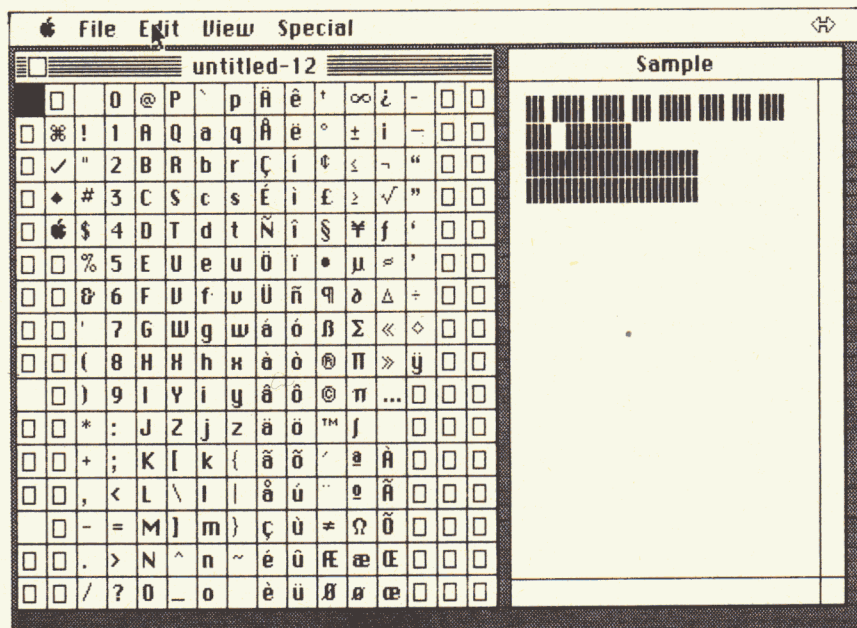 File Edit View Special
untitled-12
0 @ P ` p Ä ê † ∞ ¿ –
⌘ ! 1 A Q a q Å ë ° ± ¡ —
✓ " 2 B R b r Ç í ¢ ≤ ¬ “
◆ # 3 C S c s É ì £ ≥ √ ”
$ 4 D T d t Ñ î § ¥ ƒ ‘
% 5 E U e u Ö ï • µ ≈ ’
& 6 F V f v Ü ñ ¶ ∂ ∆ ÷
' 7 G W g w á ó ß Σ « ◊
( 8 H X h x à ò ® Π » ÿ
) 9 I Y i y â ô © π …
* : J Z j z ä ö ™ ∫
+ ; K [ k { ã õ ´ ª À
, < L \ l | å ú ¨ º Ã
- = M ] m } ç ù ≠ Ω Õ
. > N ^ n ~ é û Æ æ Œ
/ ? O _ o è ü Ø ø œ
Sample